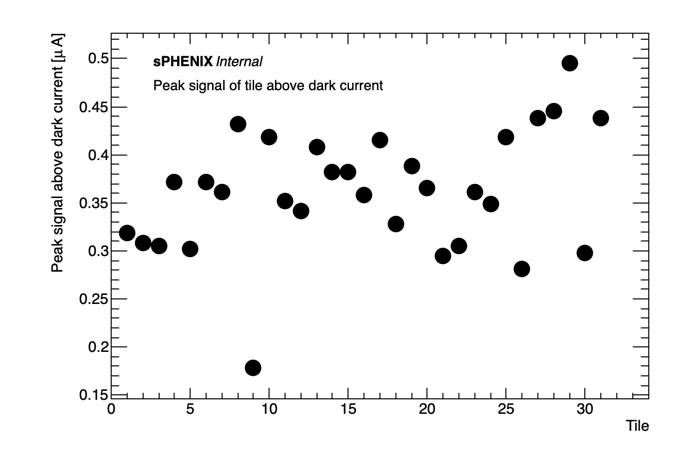 Peak signal above dark current [μA]
sPHENIX Internal
Peak signal of tile above dark current
0.5
0.45
0.4
0.35
0.3
0.25
0.2
0.15
0 5 10 15 20 25 30
Tile